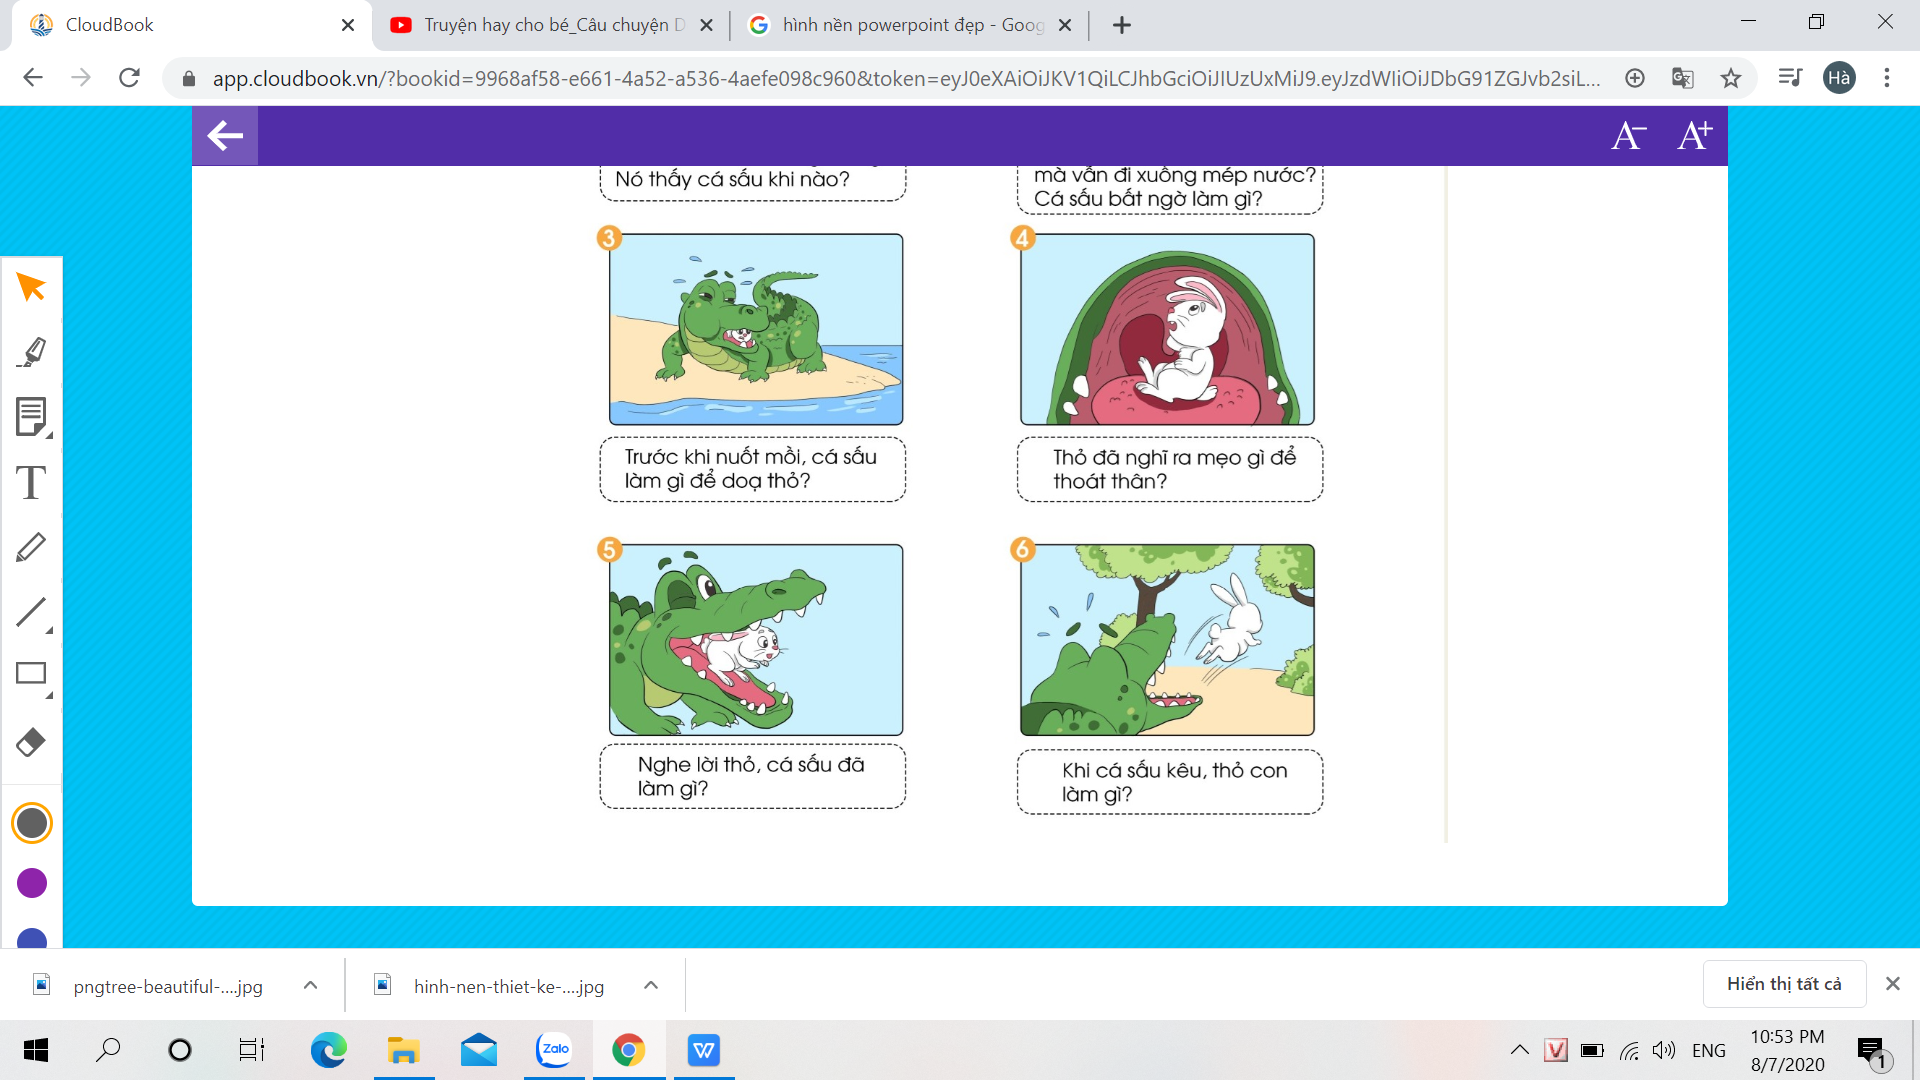 CloudBook
Truyện hay cho bé_Câu chuyện D
hình nền powerpoint đẹp - Goog
app.cloudbook.vn/?bookid=9968af58-e661-4a52-a536-4aefe098c960&token=eyJ0eXAiOiJKV1QiLCJhbGciOiJIUzUxMiJ9.eyJzdWIiOiJDbG91ZGJvb2siL...
Hà
A-
A+
Nó thấy cá sấu khi nào?
mà vẫn đi xuống mép nước?
Cá sấu bất ngờ làm gì?
3
4
Trước khi nuốt mồi, cá sấu
làm gì để doạ thỏ?
Thỏ đã nghĩ ra mẹo gì để
thoát thân?
5
6
Nghe lời thỏ, cá sấu đã
làm gì?
Khi cá sấu kêu, thỏ con
làm gì?
T
pngtree-beautiful-....jpg
hinh-nen-thiet-ke-....jpg
Hiển thị tất cả
Zalo
W
V
ENG
10:53 PM
8/7/2020
1